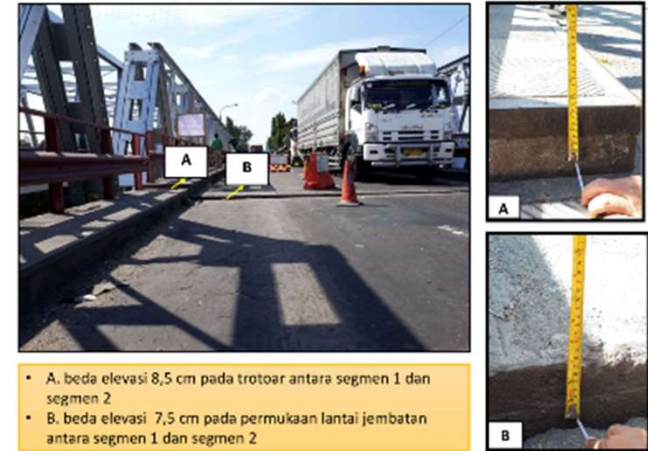 A
B
A
B
• A. beda elevasi 8,5 cm pada trotoar antara segmen 1 dan
segmen 2
• B. beda elevasi 7,5 cm pada permukaan lantai jembatan
antara segmen 1 dan segmen 2